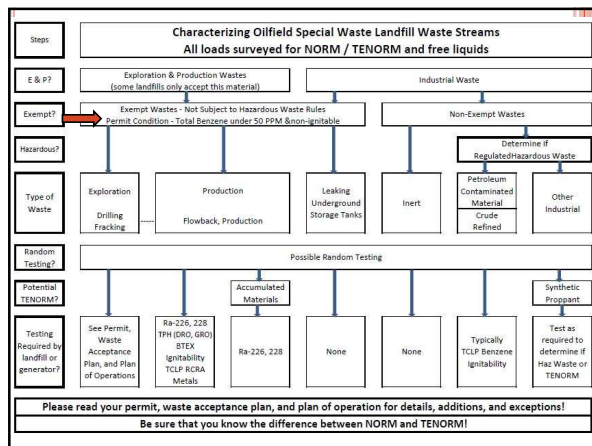 Steps
Characterizing Oilfield Special Waste Landfill Waste Streams
All loads surveyed for NORM / TENORM and free liquids
E & P?
Exploration & Production Wastes
(some landfills only accept this material)
Industrial Waste
Exempt?
Exempt Wastes - Not Subject to Hazardous Waste Rules
Permit Condition - Total Benzene under 50 PPM &non-ignitable
Non-Exempt Wastes
Hazardous?
Determine if
RegulatedHazardous Waste
Type of
Waste
Exploration
Drilling
Fracking
-----
Production
Flowback, Production
Leaking
Underground
Storage Tanks
Inert
Petroleum
Contaminated
Material
Crude
Refined
Other
Industrial
Random
Testing?
Possible Random Testing
Potential
TENORM?
Accumulated
Materials
Synthetic
Proppant
Testing
Required by
landfill or
generator?
See Permit,
Waste
Acceptance
Plan, and Plan
of Operations
Ra-226, 228
TPH (DRO, GRO)
BTEX
Ignitability
TCLP RCRA
Metals
Ra-226, 228
None
None
Typically
TCLP Benzene
Ignitability
Test as
required to
determine if
Haz Waste or
TENORM
Please read your permit, waste acceptance plan, and plan of operation for details, additions, and exceptions!
Be sure that you know the difference between NORM and TENORM!